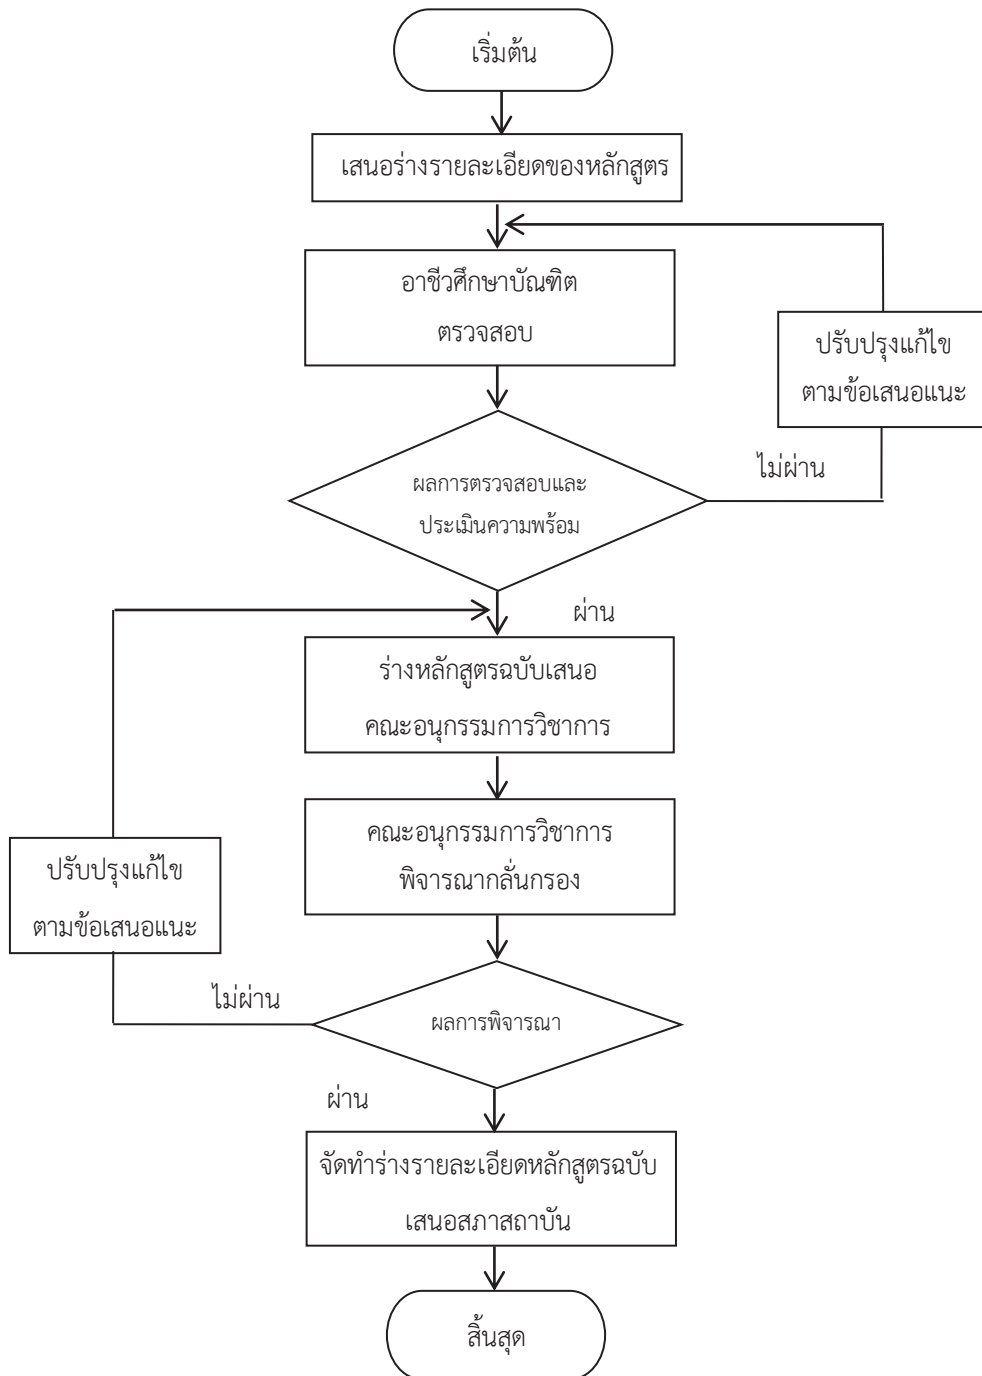 เริ่มต้น
เสนอร่างรายละเอียดของหลักสูตร
อาชีวศึกษาบัณฑิต
ตรวจสอบ
ปรับปรุงแก้ไข
ตามข้อเสนอแนะ
ไม่ผ่าน
ผลการตรวจสอบและ
ประเมินความพร้อม
ผ่าน
ร่างหลักสูตรฉบับเสนอ
คณะอนุกรรมการวิชาการ
คณะอนุกรรมการวิชาการ
พิจารณากลั่นกรอง
ปรับปรุงแก้ไข
ตามข้อเสนอแนะ
ไม่ผ่าน
ผลการพิจารณา
ผ่าน
จัดทำร่างรายละเอียดหลักสูตรฉบับ
เสนอสภาสถาบัน
สิ้นสุด